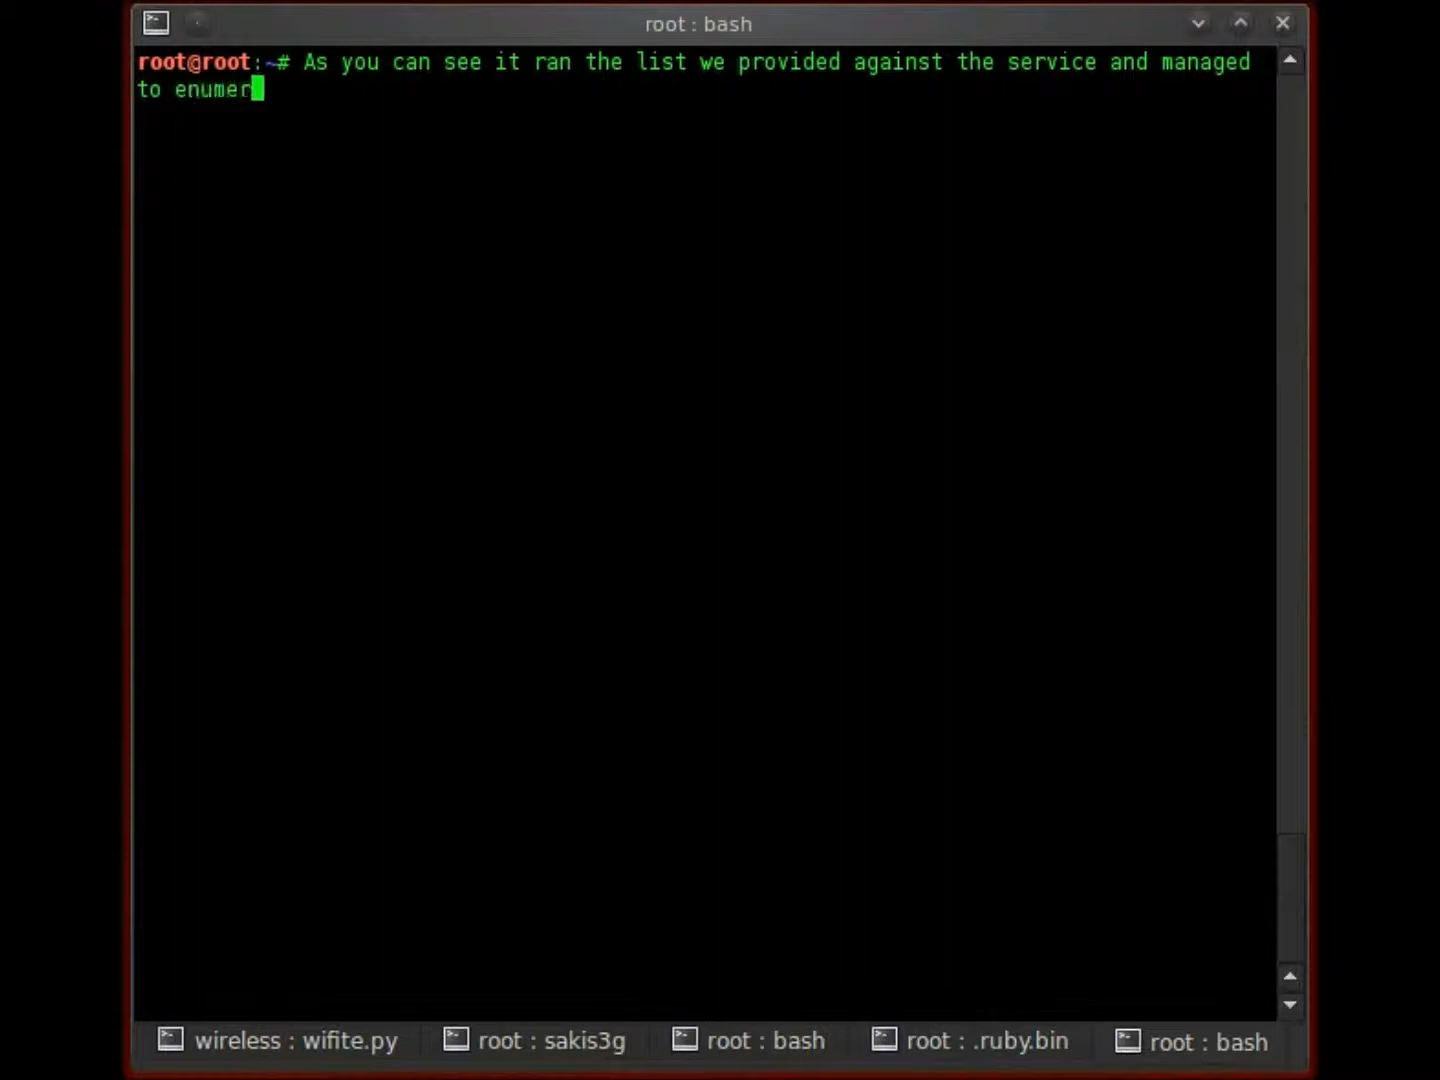 root : bash
root@root:~# As you can see it ran the list we provided against the service and managed
to enumer
wireless : wifite.py
root : sakis3g
root : bash
root : .ruby.bin
root : bash